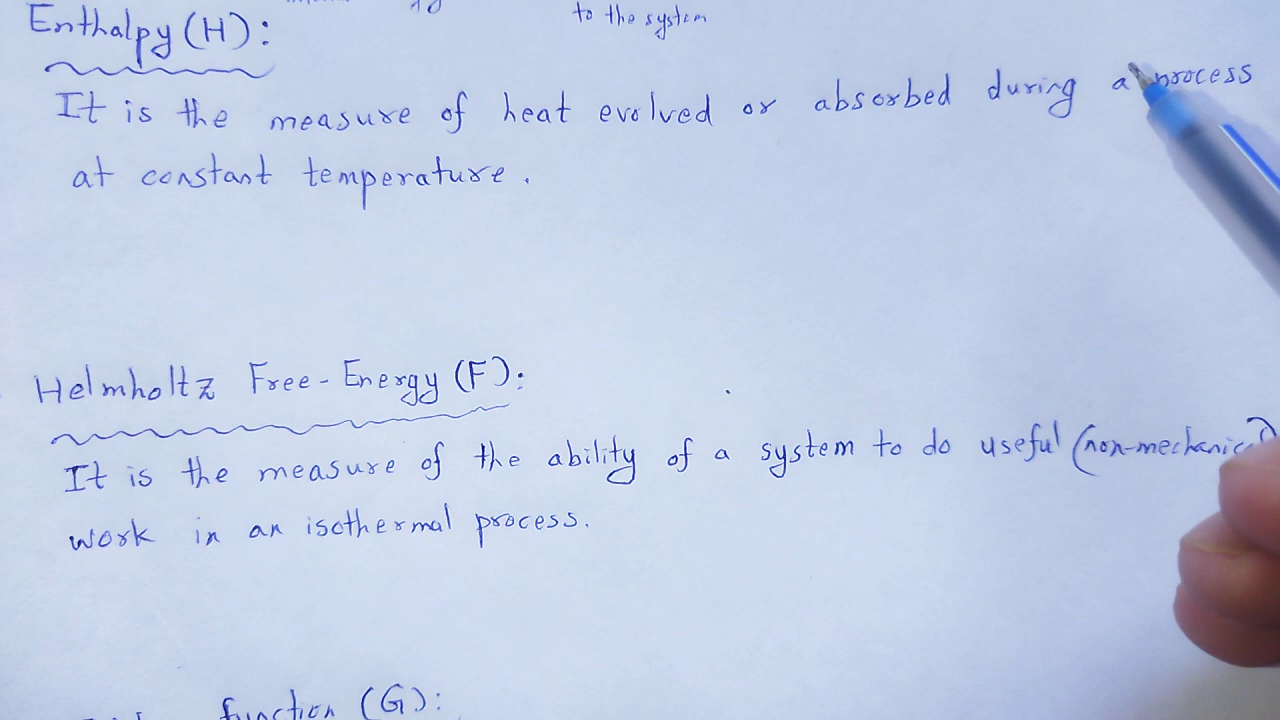 to the system
Enthalpy (H):
It is the measure of heat evolved or absorbed during a process
at constant temperature.
Helmholtz Free-Energy (F):
It is the measure of the ability of a system to do useful (non-mechanic
work in an isothermal process.
function (G):